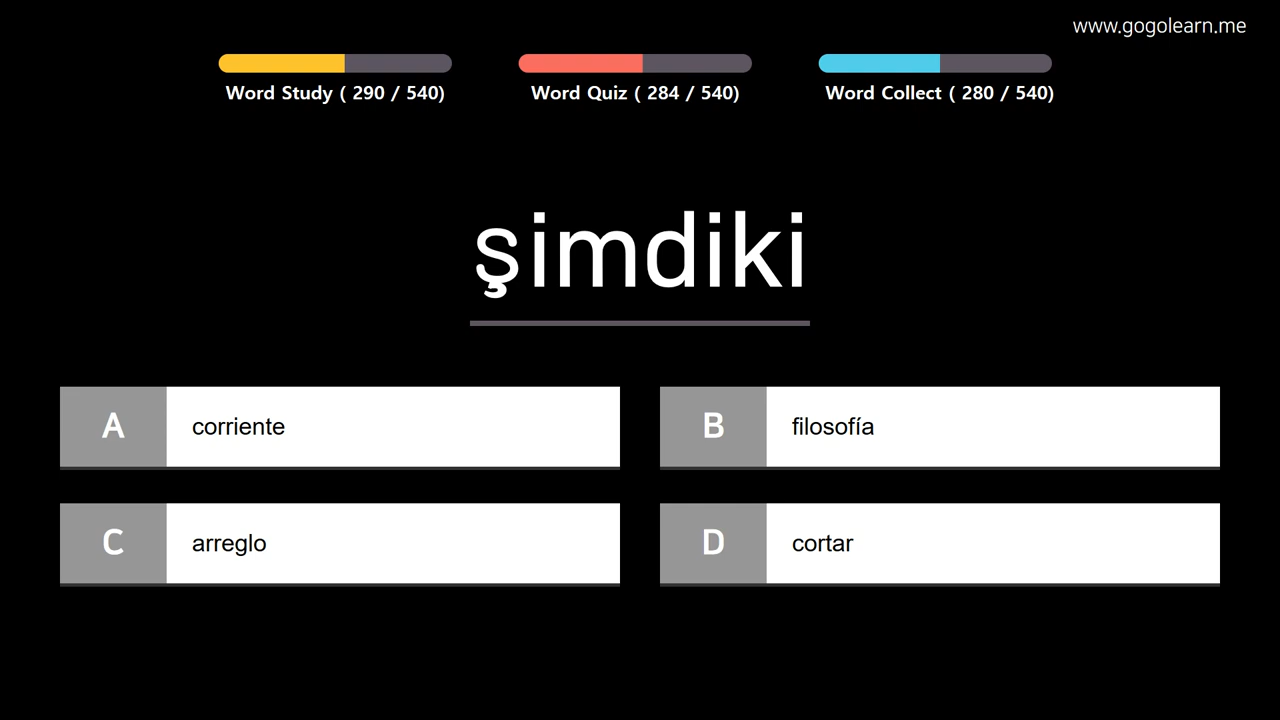 www.gogolearn.me
Word Study ( 290 / 540)
Word Quiz ( 284 / 540)
Word Collect ( 280 / 540)
şimdiki
A corriente
B filosofía
C arreglo
D cortar